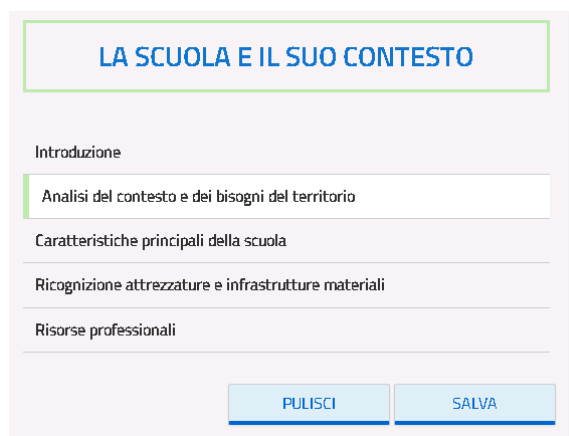 LA SCUOLA E IL SUO CONTESTO
Introduzione
Analisi del contesto e dei bisogni del territorio
Caratteristiche principali della scuola
Ricognizione attrezzature e infrastrutture materiali
Risorse professionali
PULISCI SALVA